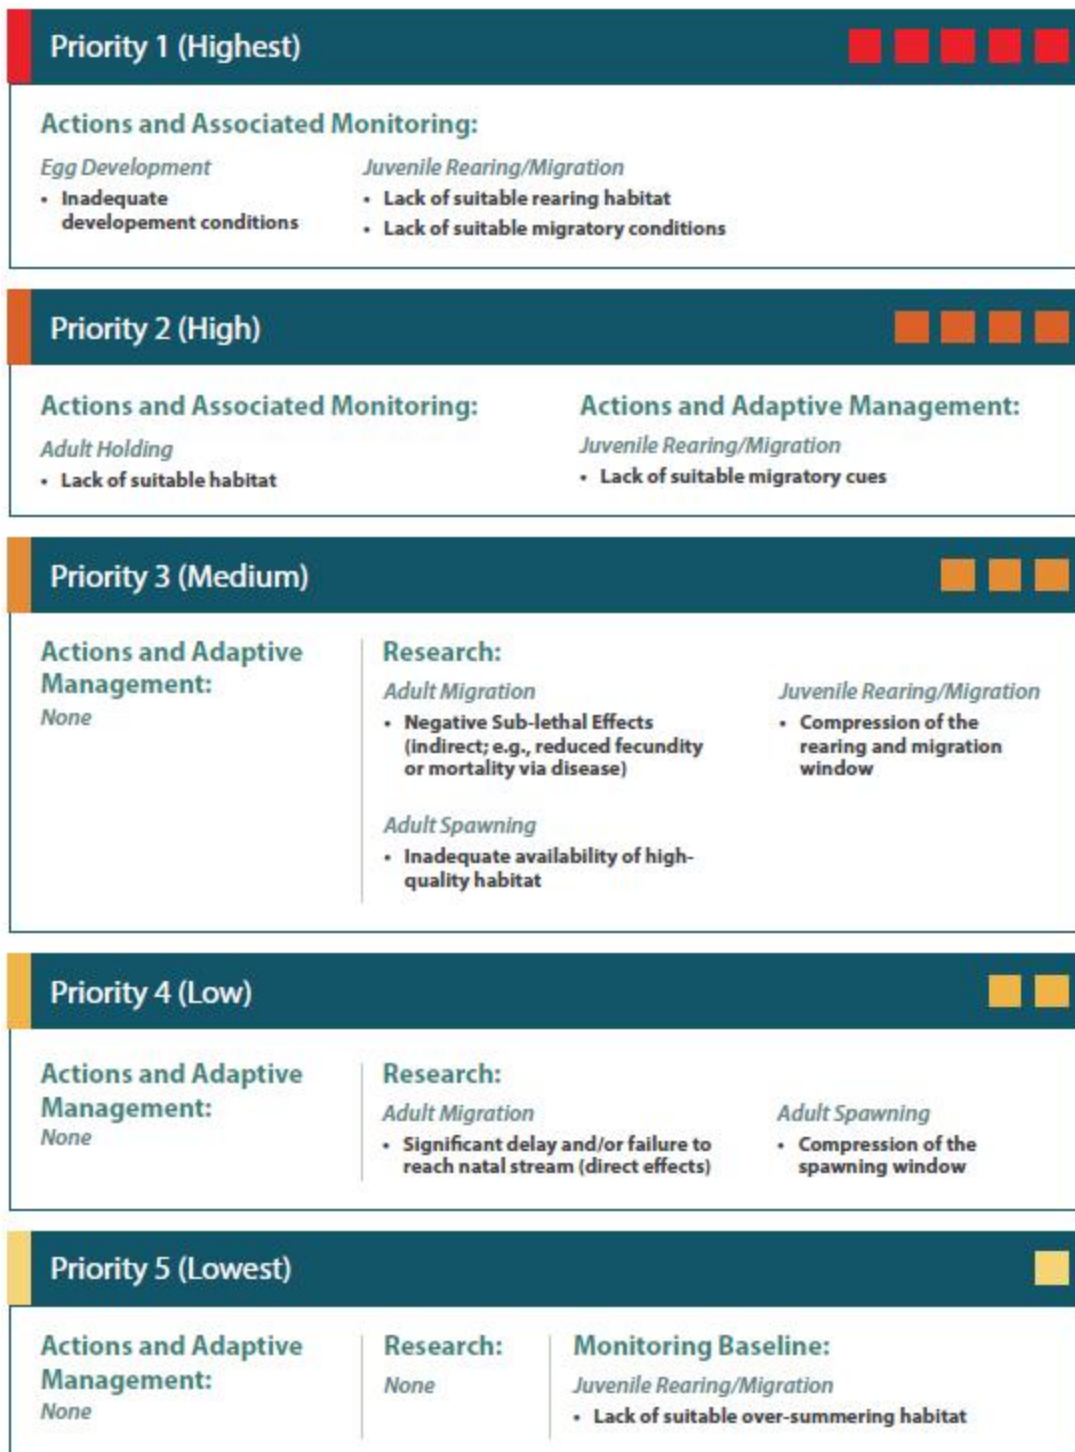 Priority 1 (Highest)
Actions and Associated Monitoring:
Egg Development
• Inadequate
developement conditions
Juvenile Rearing/Migration
• Lack of suitable rearing habitat
• Lack of suitable migratory conditions
Priority 2 (High)
Actions and Associated Monitoring:
Adult Holding
• Lack of suitable habitat
Actions and Adaptive Management:
Juvenile Rearing/Migration
• Lack of suitable migratory cues
Priority 3 (Medium)
Actions and Adaptive
Management:
None
Research:
Adult Migration
• Negative Sub-lethal Effects
(indirect; e.g., reduced fecundity
or mortality via disease)
Juvenile Rearing/Migration
• Compression of the
rearing and migration
window
Adult Spawning
• Inadequate availability of high-
quality habitat
Priority 4 (Low)
Actions and Adaptive
Management:
None
Research:
Adult Migration
• Significant delay and/or failure to
reach natal stream (direct effects)
Adult Spawning
• Compression of the
spawning window
Priority 5 (Lowest)
Actions and Adaptive
Management:
None
Research:
None
Monitoring Baseline:
Juvenile Rearing/Migration
• Lack of suitable over-summering habitat